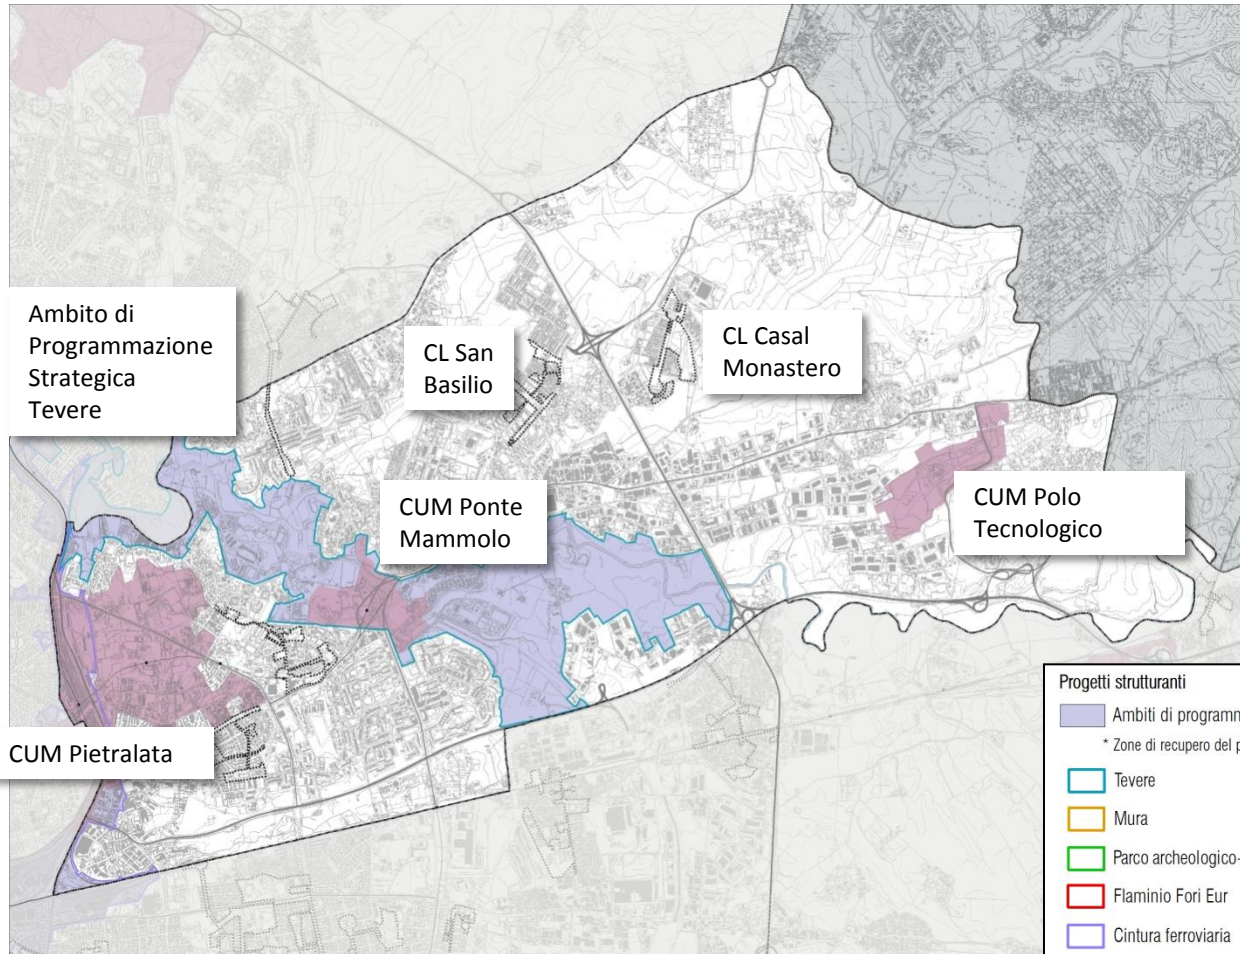 Ambito di
Programmazione
Strategica
Tevere
CL San
Basilio
CL Casal
Monastero
CUM Ponte
Mammolo
CUM Polo
Tecnologico
CUM Pietralata
Progetti strutturanti
Ambiti di programm
* Zone di recupero del p
Tevere
Mura
Parco archeologico-
Flaminio Fori Eur
Cintura ferroviaria